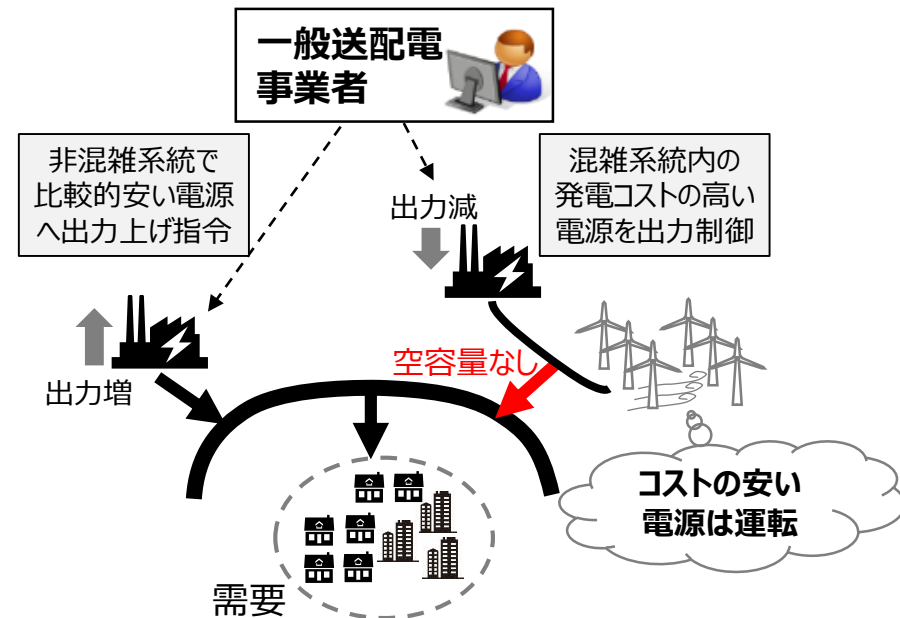 一般送配電
事業者
非混雑系統で
比較的安い電源
へ出力上げ指令
混雑系統内の
発電コストの高い
電源を出力制御
出力減
空容量なし
出力増
コストの安い
電源は運転
需要